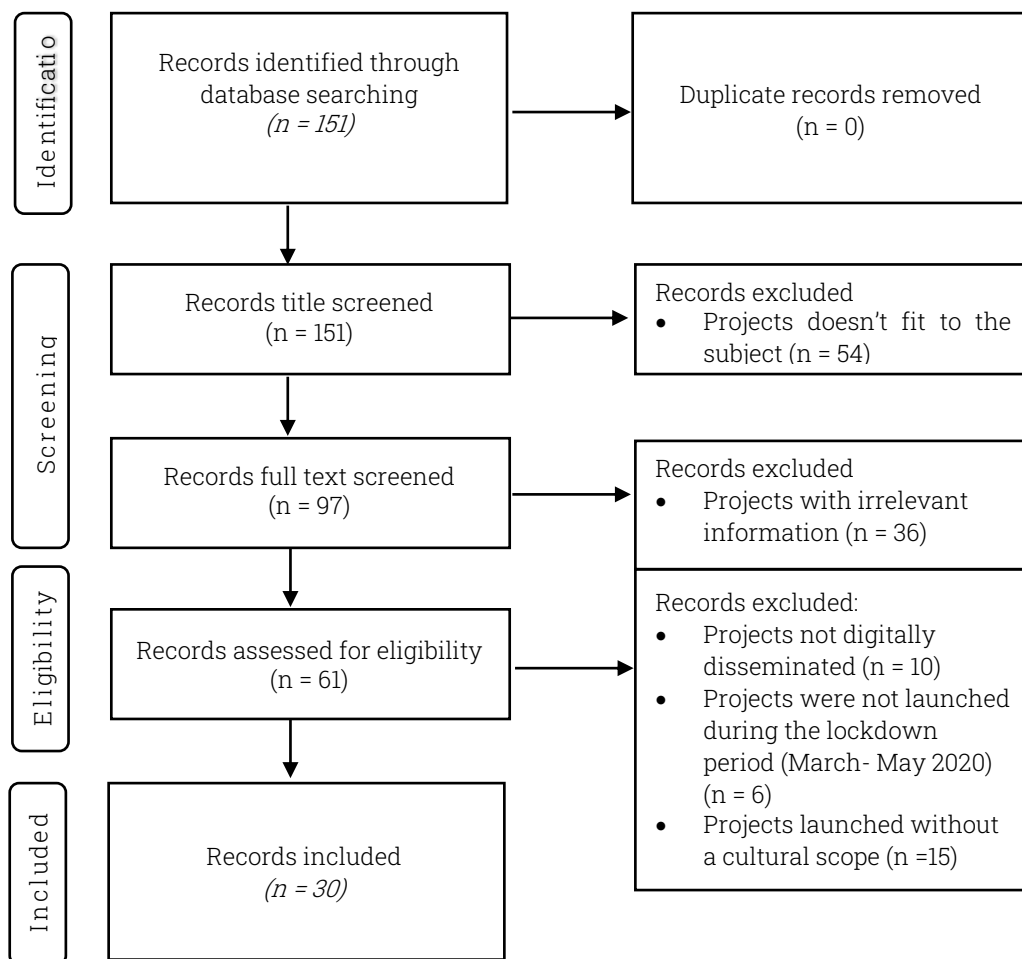 Identificatio
Records identified through
database searching
(n = 151)
Duplicate records removed
(n = 0)
Screening
Records title screened
(n = 151)
Records excluded
• Projects doesn't fit to the
subject (n = 54)
Records full text screened
(n = 97)
Records excluded
• Projects with irrelevant
information (n = 36)
Eligibility
Records assessed for eligibility
(n = 61)
Records excluded:
• Projects not digitally
disseminated (n = 10)
• Projects were not launched
during the lockdown
period (March- May 2020)
(n = 6)
• Projects launched without
a cultural scope (n =15)
Included
Records included
(n = 30)